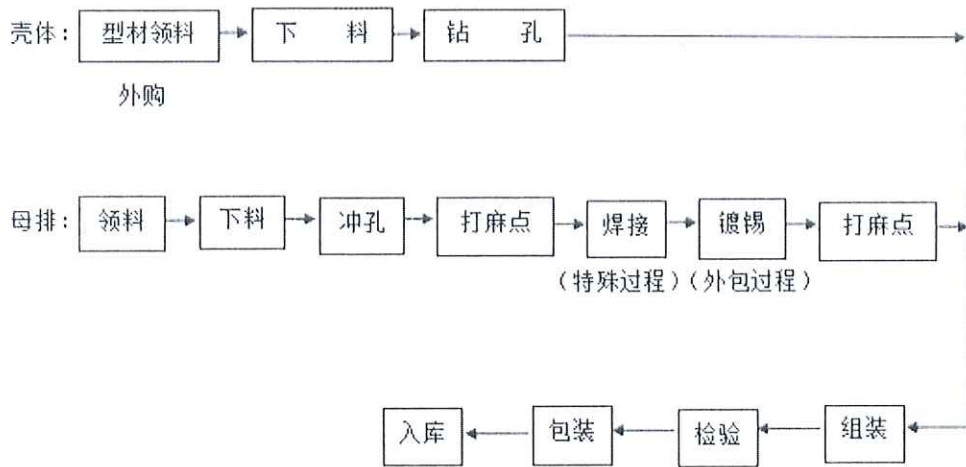 壳体： 型材领料 下 料 钻 孔
外购
母排： 领料 下料 冲孔 打麻点 焊接 镀锡 打麻点
（特殊过程）（外包过程）
入库 包装 检验 组装